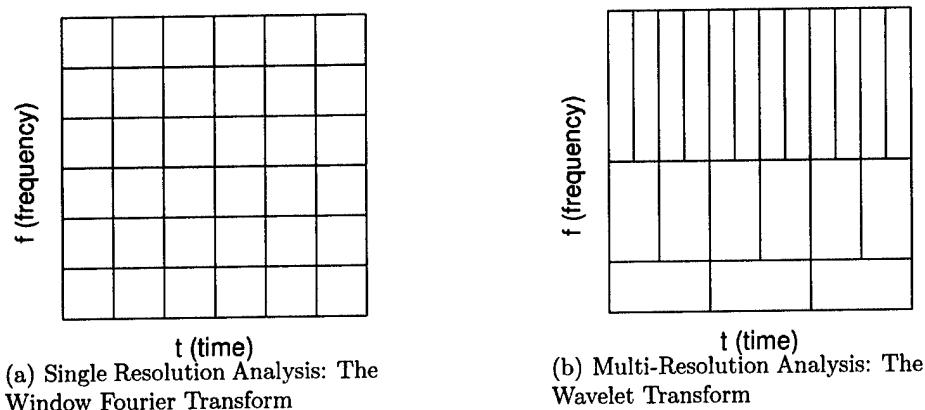 f (frequency)
t (time)
(a) Single Resolution Analysis: The
Window Fourier Transform
f (frequency)
t (time)
(b) Multi-Resolution Analysis: The
Wavelet Transform